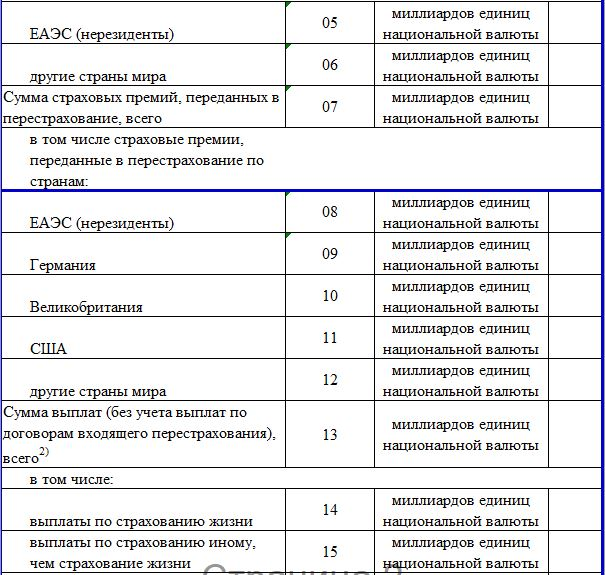 ЕАЭС (нерезиденты)
05
миллиардов единиц
национальной валюты
другие страны мира
06
миллиардов единиц
национальной валюты
Сумма страховых премий, переданных в
перестрахование, всего
07
миллиардов единиц
национальной валюты
в том числе страховые премии,
переданные в перестрахование по
странам:
ЕАЭС (нерезиденты)
08
миллиардов единиц
национальной валюты
Германия
09
миллиардов единиц
национальной валюты
Великобритания
10
миллиардов единиц
национальной валюты
США
11
миллиардов единиц
национальной валюты
другие страны мира
12
миллиардов единиц
национальной валюты
Сумма выплат (без учета выплат по
договорам входящего перестрахования),
всего2)
13
миллиардов единиц
национальной валюты
в том числе:
выплаты по страхованию жизни
14
миллиардов единиц
национальной валюты
выплаты по страхованию иному,
чем страхование жизни
15
миллиардов единиц
национальной валюты